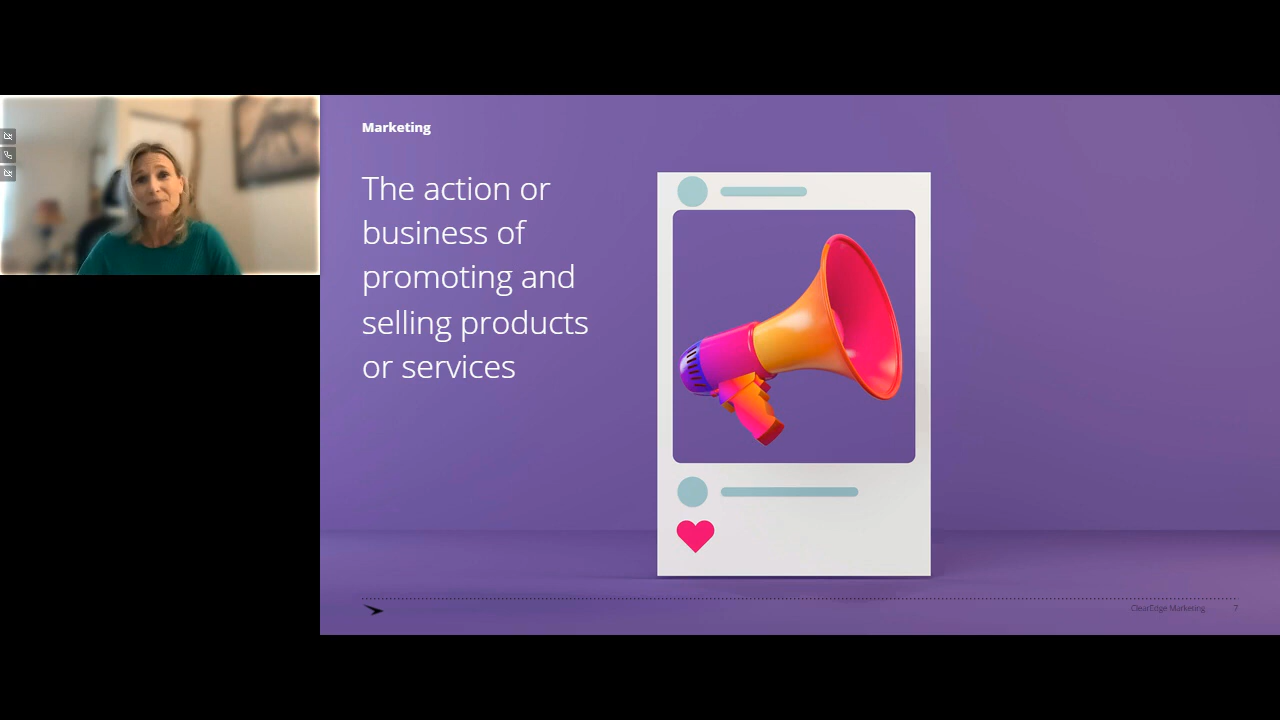 Marketing
The action or
business of
promoting and
selling products
or services
ClearEdge Marketing
7